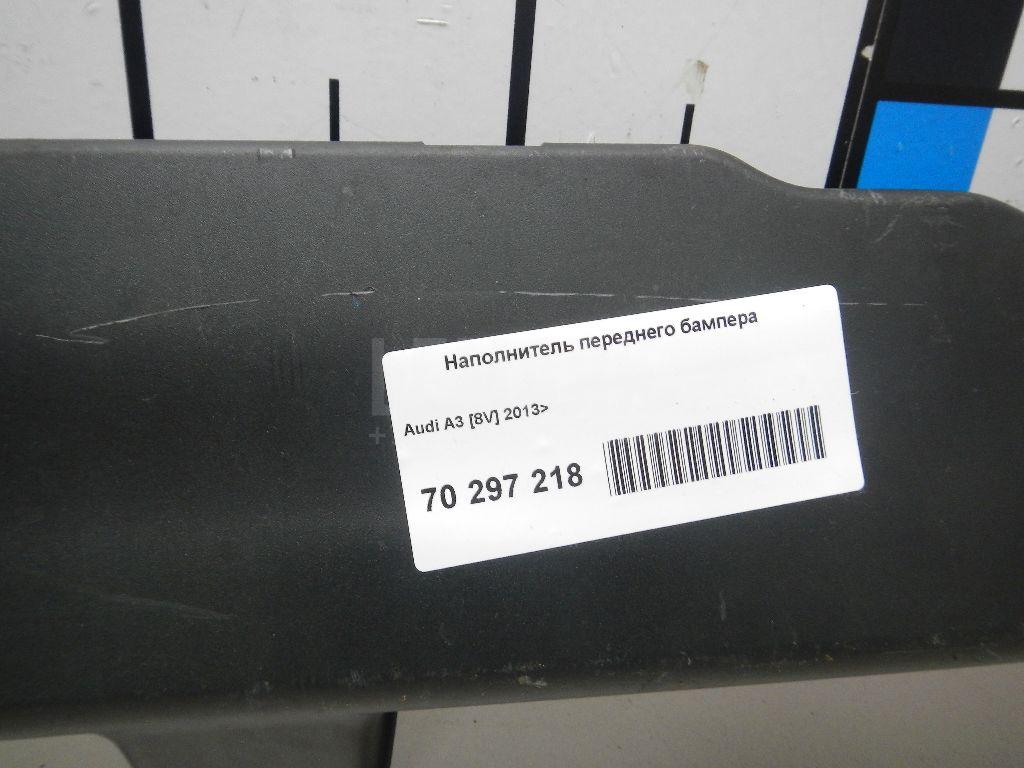 Наполнитель переднего бампера
Audi A3 [8V] 2013>
70 297 218